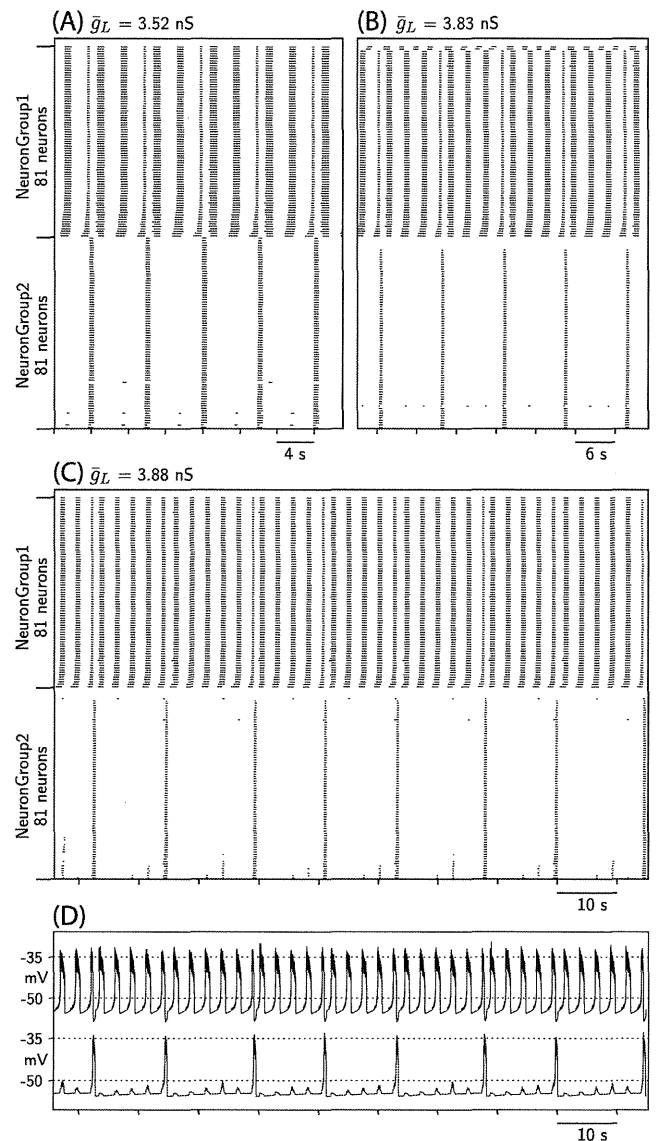 (A) ḡL = 3.52 nS
(B) ḡL = 3.83 nS
NeuronGroup1
81 neurons
NeuronGroup2
81 neurons
4 s
6 s
(C) ḡL = 3.88 nS
NeuronGroup1
81 neurons
NeuronGroup2
81 neurons
10 s
(D)
-35
mV
-50
-35
mV
-50
10 s